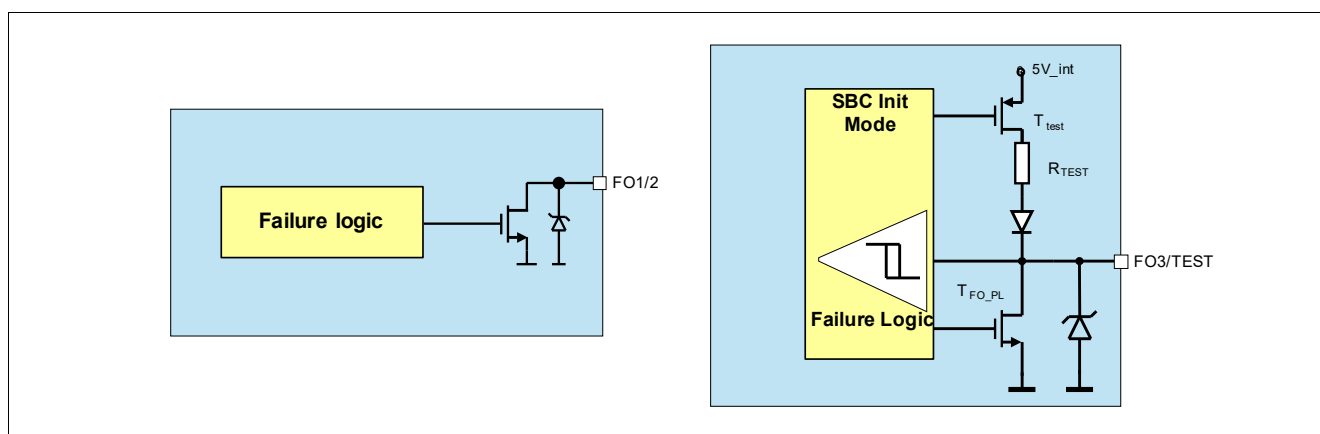 Failure logic
FO1/2
SBC Init
Mode
5V_int
T_test
R_TEST
FO3/TEST
T_FO_PL
Failure Logic